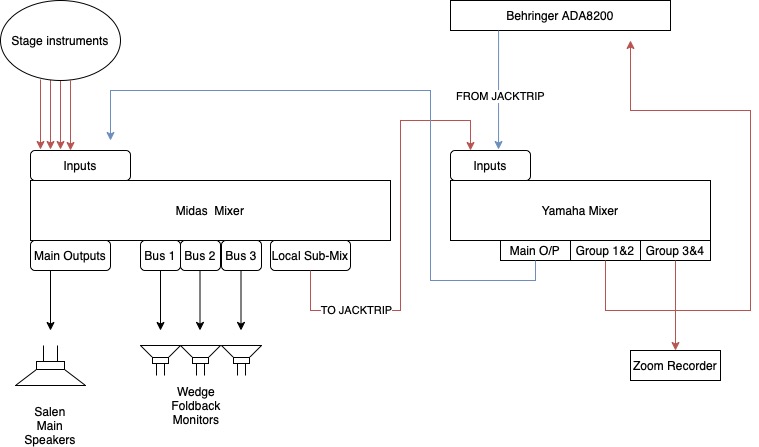 Stage instruments
Behringer ADA8200
FROM JACKTRIP
Inputs
Inputs
Midas Mixer
Yamaha Mixer
Main Outputs
Bus 1
Bus 2
Bus 3
Local Sub-Mix
Main O/P
Group 1&2
Group 3&4
TO JACKTRIP
Zoom Recorder
Salen
Main
Speakers
Wedge
Foldback
Monitors